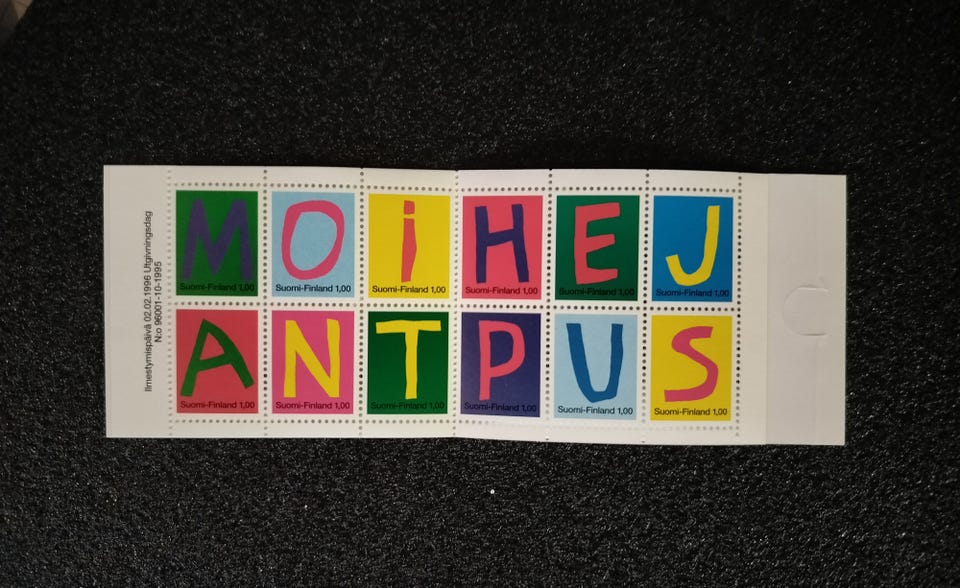 Ilmestymispäivä 02.02.1996 Utgivningsdag
N:o 96001-10-1995
M O i H E J
Suomi-Finland 1,00 Suomi-Finland 1,00 Suomi-Finland 1,00 Suomi-Finland 1,00 Suomi-Finland 1,00 Suomi-Finland 1,00
A N T P U S
Suomi-Finland 1,00 Suomi-Finland 1,00 Suomi-Finland 1,00 Suomi-Finland 1,00 Suomi-Finland 1,00 Suomi-Finland 1,00